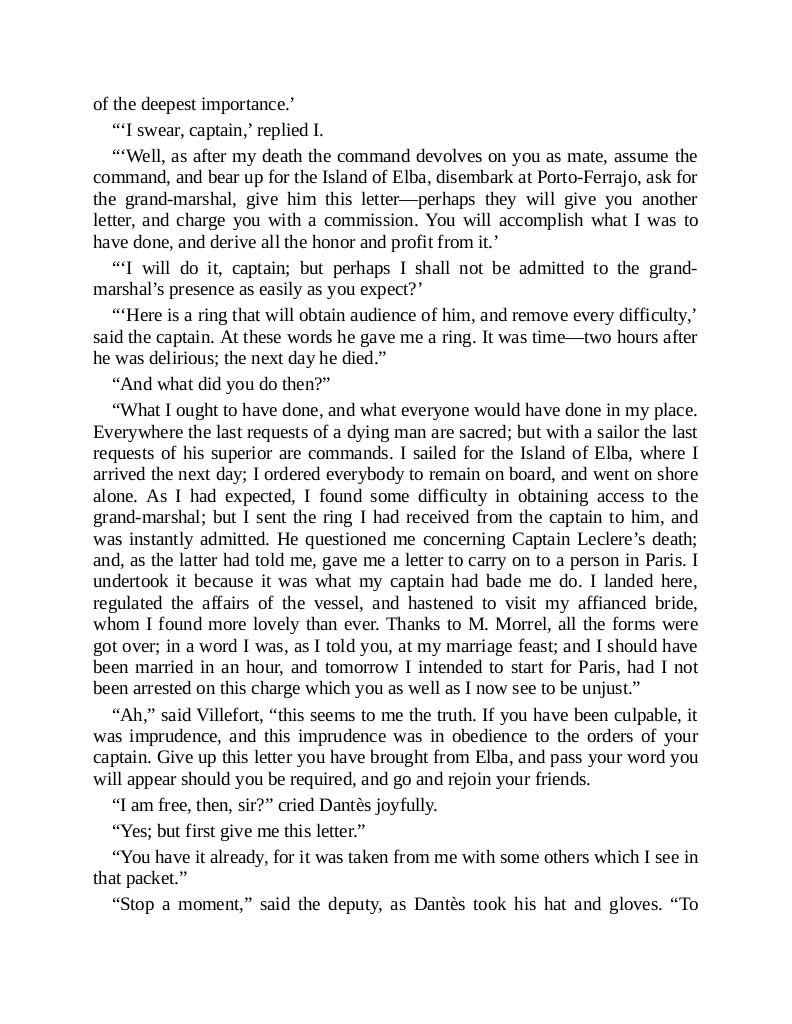 of the deepest importance.’
“‘I swear, captain,’ replied I.
“‘Well, as after my death the command devolves on you as mate, assume the
command, and bear up for the Island of Elba, disembark at Porto-Ferrajo, ask for
the grand-marshal, give him this letter—perhaps they will give you another
letter, and charge you with a commission. You will accomplish what I was to
have done, and derive all the honor and profit from it.’
“‘I will do it, captain; but perhaps I shall not be admitted to the grand-
marshal’s presence as easily as you expect?’
“‘Here is a ring that will obtain audience of him, and remove every difficulty,’
said the captain. At these words he gave me a ring. It was time—two hours after
he was delirious; the next day he died.”
“And what did you do then?”
“What I ought to have done, and what everyone would have done in my place.
Everywhere the last requests of a dying man are sacred; but with a sailor the last
requests of his superior are commands. I sailed for the Island of Elba, where I
arrived the next day; I ordered everybody to remain on board, and went on shore
alone. As I had expected, I found some difficulty in obtaining access to the
grand-marshal; but I sent the ring I had received from the captain to him, and
was instantly admitted. He questioned me concerning Captain Leclere’s death;
and, as the latter had told me, gave me a letter to carry on to a person in Paris. I
undertook it because it was what my captain had bade me do. I landed here,
regulated the affairs of the vessel, and hastened to visit my affianced bride,
whom I found more lovely than ever. Thanks to M. Morrel, all the forms were
got over; in a word I was, as I told you, at my marriage feast; and I should have
been married in an hour, and tomorrow I intended to start for Paris, had I not
been arrested on this charge which you as well as I now see to be unjust.”
“Ah,” said Villefort, “this seems to me the truth. If you have been culpable, it
was imprudence, and this imprudence was in obedience to the orders of your
captain. Give up this letter you have brought from Elba, and pass your word you
will appear should you be required, and go and rejoin your friends.
“I am free, then, sir?” cried Dantès joyfully.
“Yes; but first give me this letter.”
“You have it already, for it was taken from me with some others which I see in
that packet.”
“Stop a moment,” said the deputy, as Dantès took his hat and gloves. “To